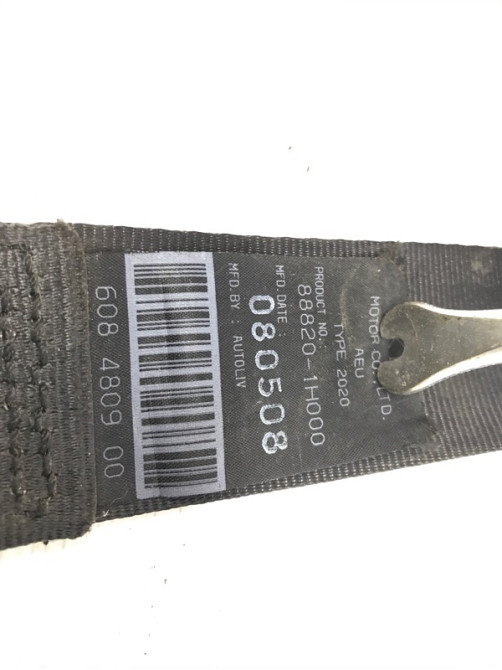 MOTOR CO., LTD.
AEU
TYPE 2020
PRODUCT NO.:
88820-1H000
MFD. DATE :
080508
MFD. BY : AUTOLIV
608 4809 00